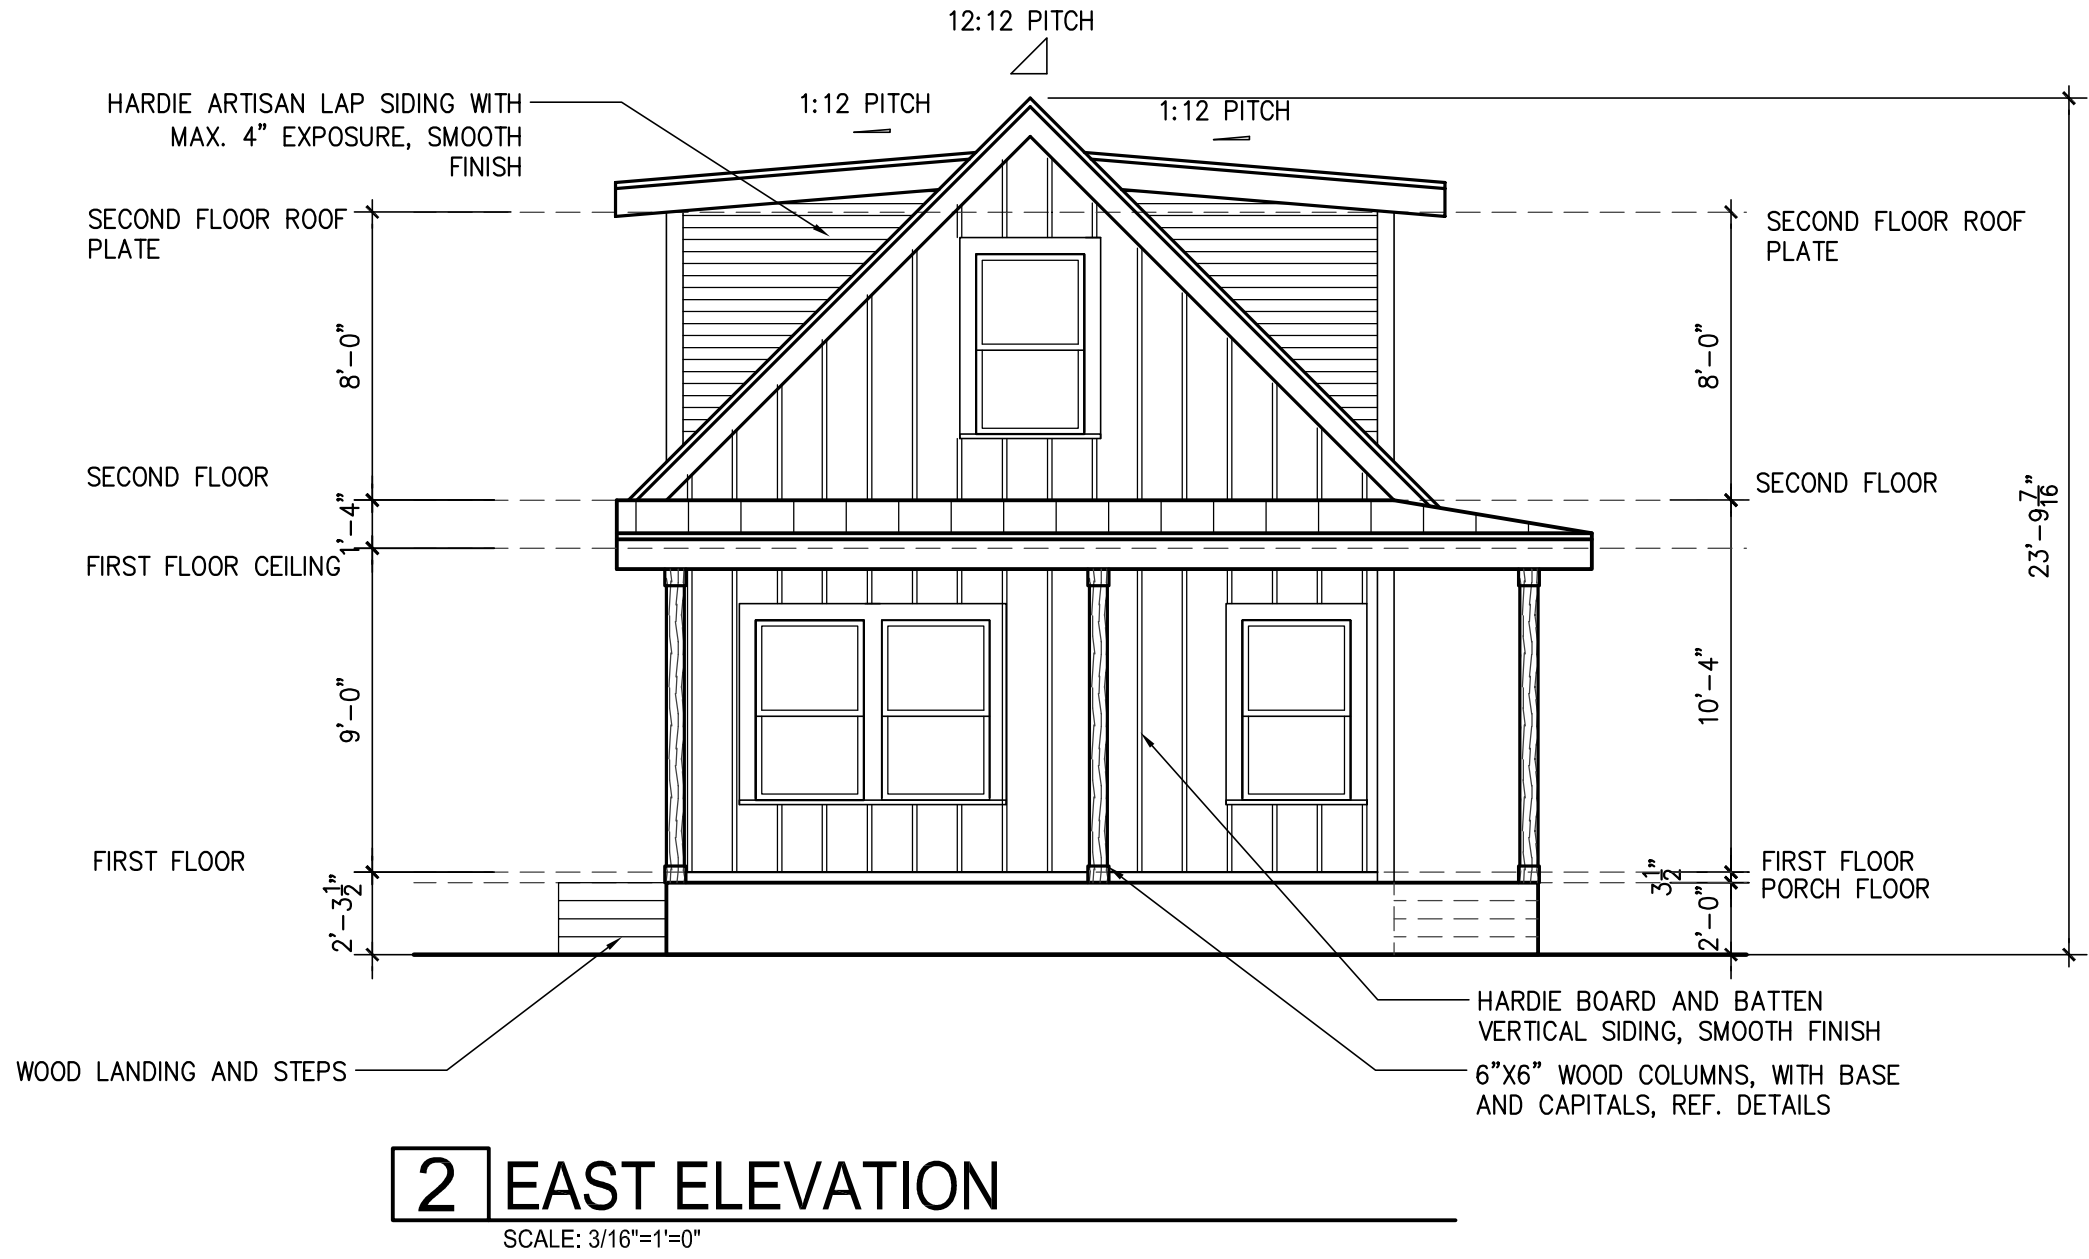 12:12 PITCH
HARDIE ARTISAN LAP SIDING WITH
MAX. 4" EXPOSURE, SMOOTH
FINISH
1:12 PITCH
1:12 PITCH
SECOND FLOOR ROOF
PLATE
SECOND FLOOR ROOF
PLATE
8'-0"
8'-0"
SECOND FLOOR
SECOND FLOOR
1'-4"
23'-9 7/16"
FIRST FLOOR CEILING
9'-0"
10'-4"
FIRST FLOOR
FIRST FLOOR
PORCH FLOOR
2'-3 1/2"
3 1/2"
2'-0"
HARDIE BOARD AND BATTEN
VERTICAL SIDING, SMOOTH FINISH
WOOD LANDING AND STEPS
6"X6" WOOD COLUMNS, WITH BASE
AND CAPITALS, REF. DETAILS
2 EAST ELEVATION
SCALE: 3/16"=1'=0"